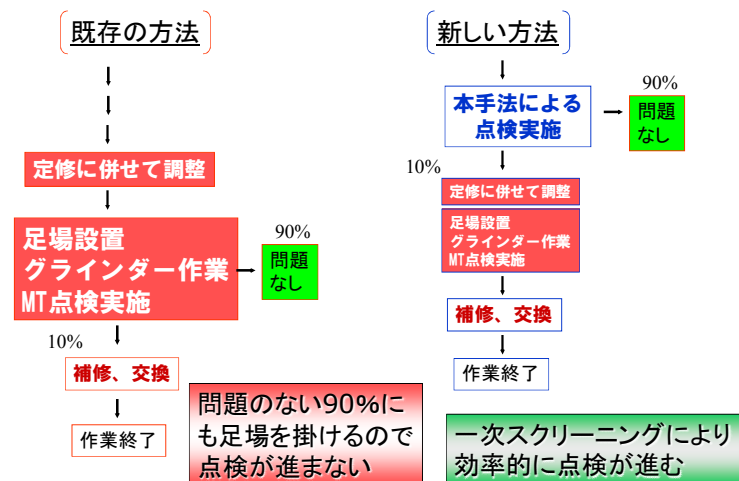 既存の方法
定修に併せて調整
足場設置
グラインダー作業
MT点検実施
90%
問題
なし
10%
補修、交換
作業終了
問題のない90%に
も足場を掛けるので
点検が進まない
新しい方法
本手法による
点検実施
90%
問題
なし
10%
定修に併せて調整
足場設置
グラインダー作業
MT点検実施
補修、交換
作業終了
一次スクリーニングにより
効率的に点検が進む